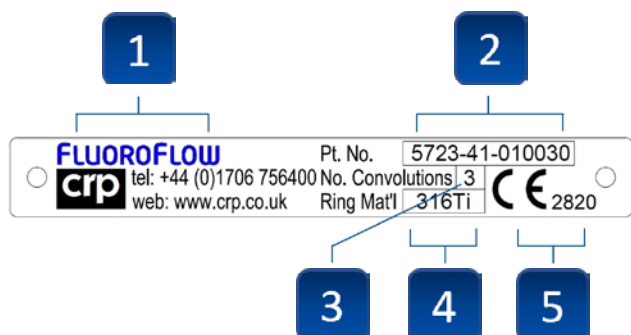 1 2
FLUOROFLOW Pt. No. 5723-41-010030
crp tel: +44 (0)1706 756400 No. Convolutions 3
web: www.crp.co.uk Ring Mat'l 316Ti CE 2820
3 4 5